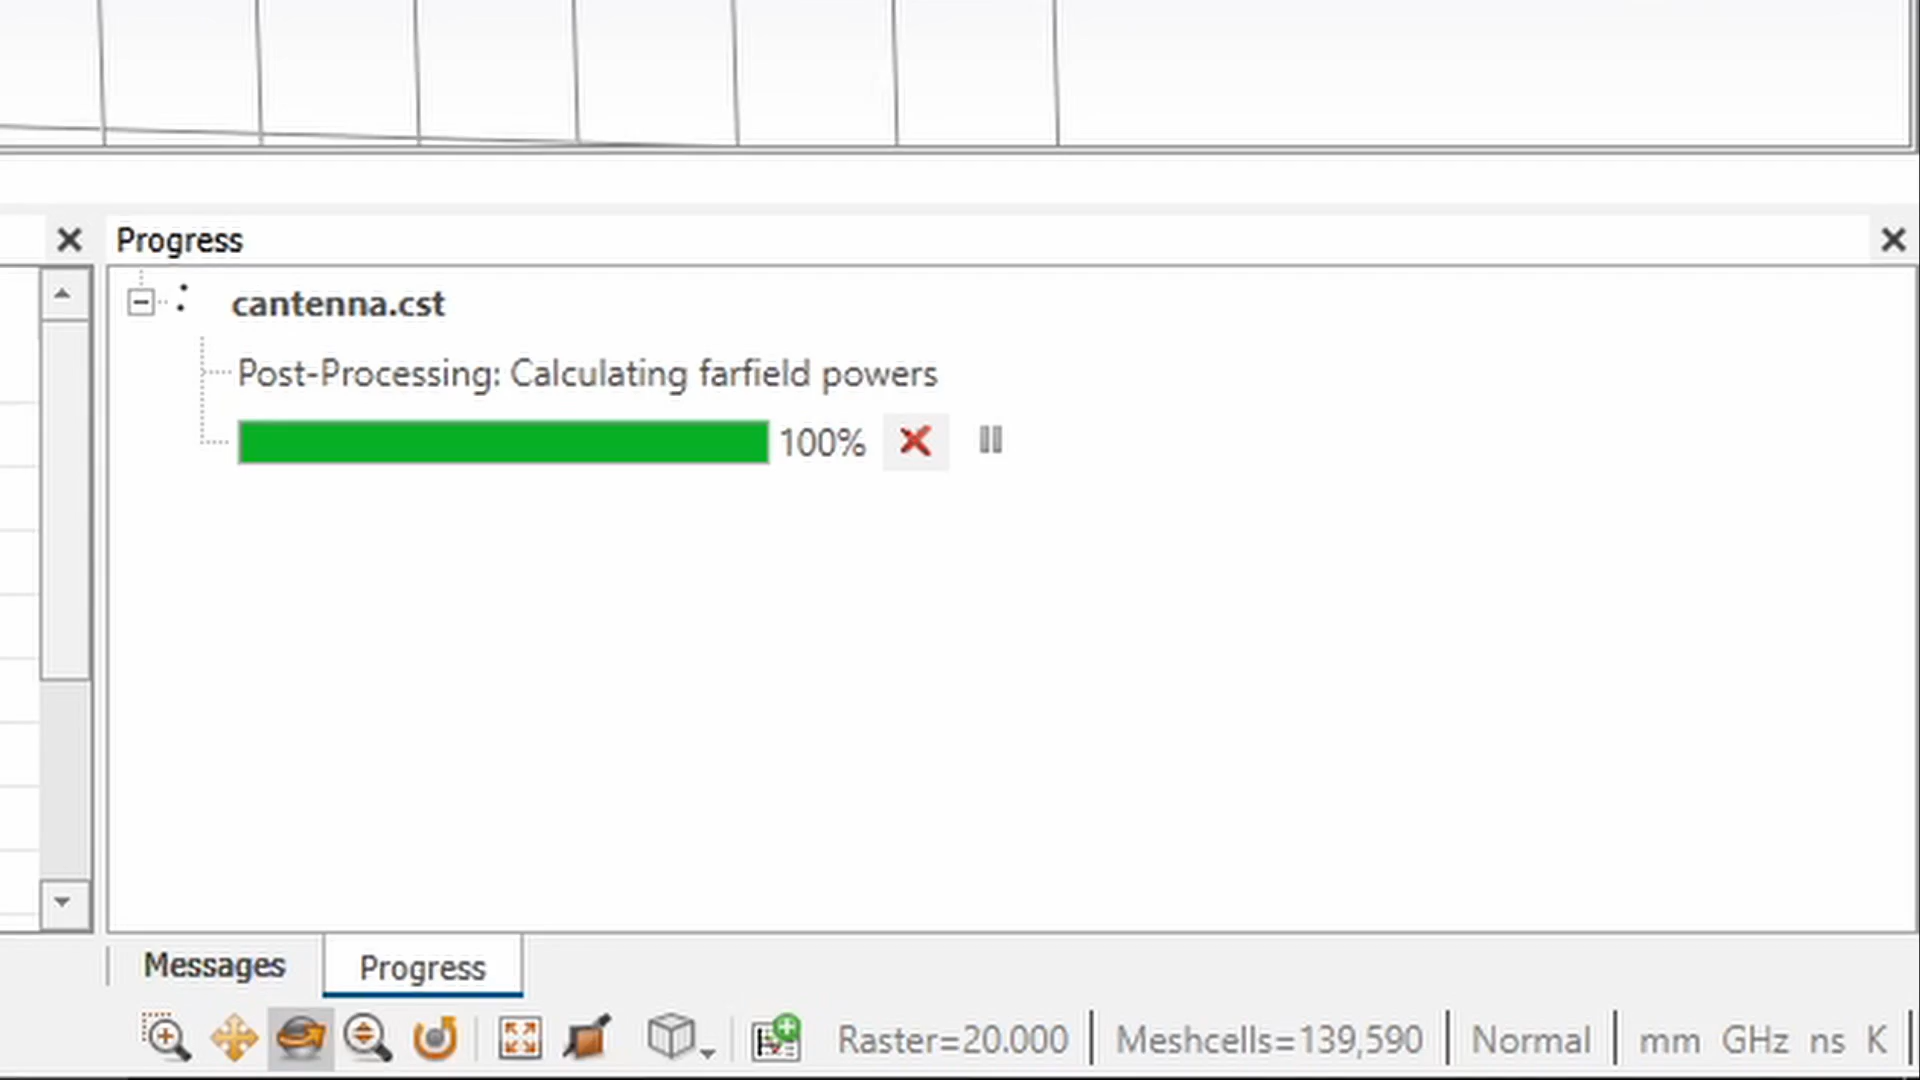 Progress
cantenna.cst
Post-Processing: Calculating farfield powers
100%
Messages
Progress
Raster=20.000
Meshcells=139,590
Normal
mm GHz ns K